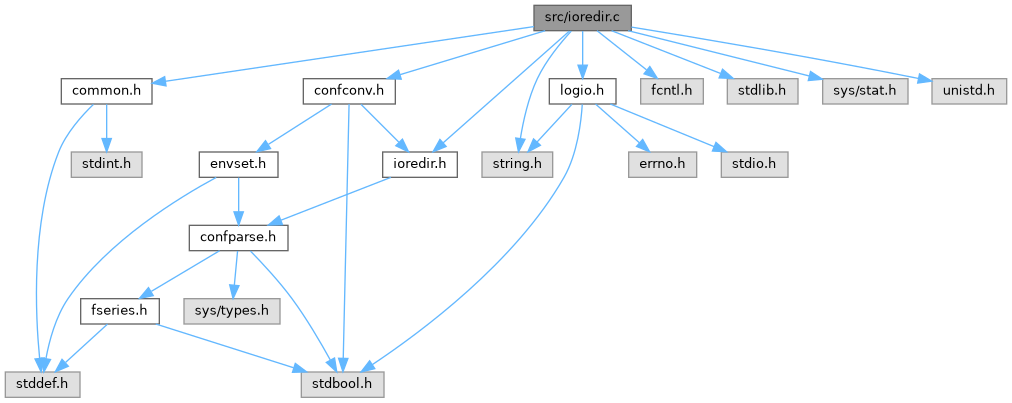 src/ioredir.c
common.h
confconv.h
logio.h
fcntl.h
stdlib.h
sys/stat.h
unistd.h
stdint.h
envset.h
ioredir.h
string.h
errno.h
stdio.h
confparse.h
fseries.h
sys/types.h
stddef.h
stdbool.h